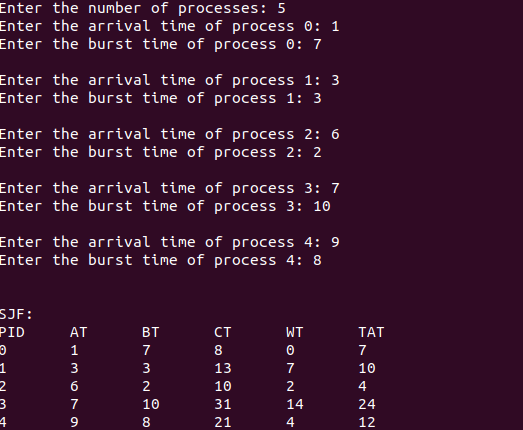 Enter the number of processes: 5
Enter the arrival time of process 0: 1
Enter the burst time of process 0: 7
Enter the arrival time of process 1: 3
Enter the burst time of process 1: 3
Enter the arrival time of process 2: 6
Enter the burst time of process 2: 2
Enter the arrival time of process 3: 7
Enter the burst time of process 3: 10
Enter the arrival time of process 4: 9
Enter the burst time of process 4: 8
SJF:
PID AT BT CT WT TAT
0 1 7 8 0 7
1 3 3 13 7 10
2 6 2 10 2 4
3 7 10 31 14 24
4 9 8 21 4 12